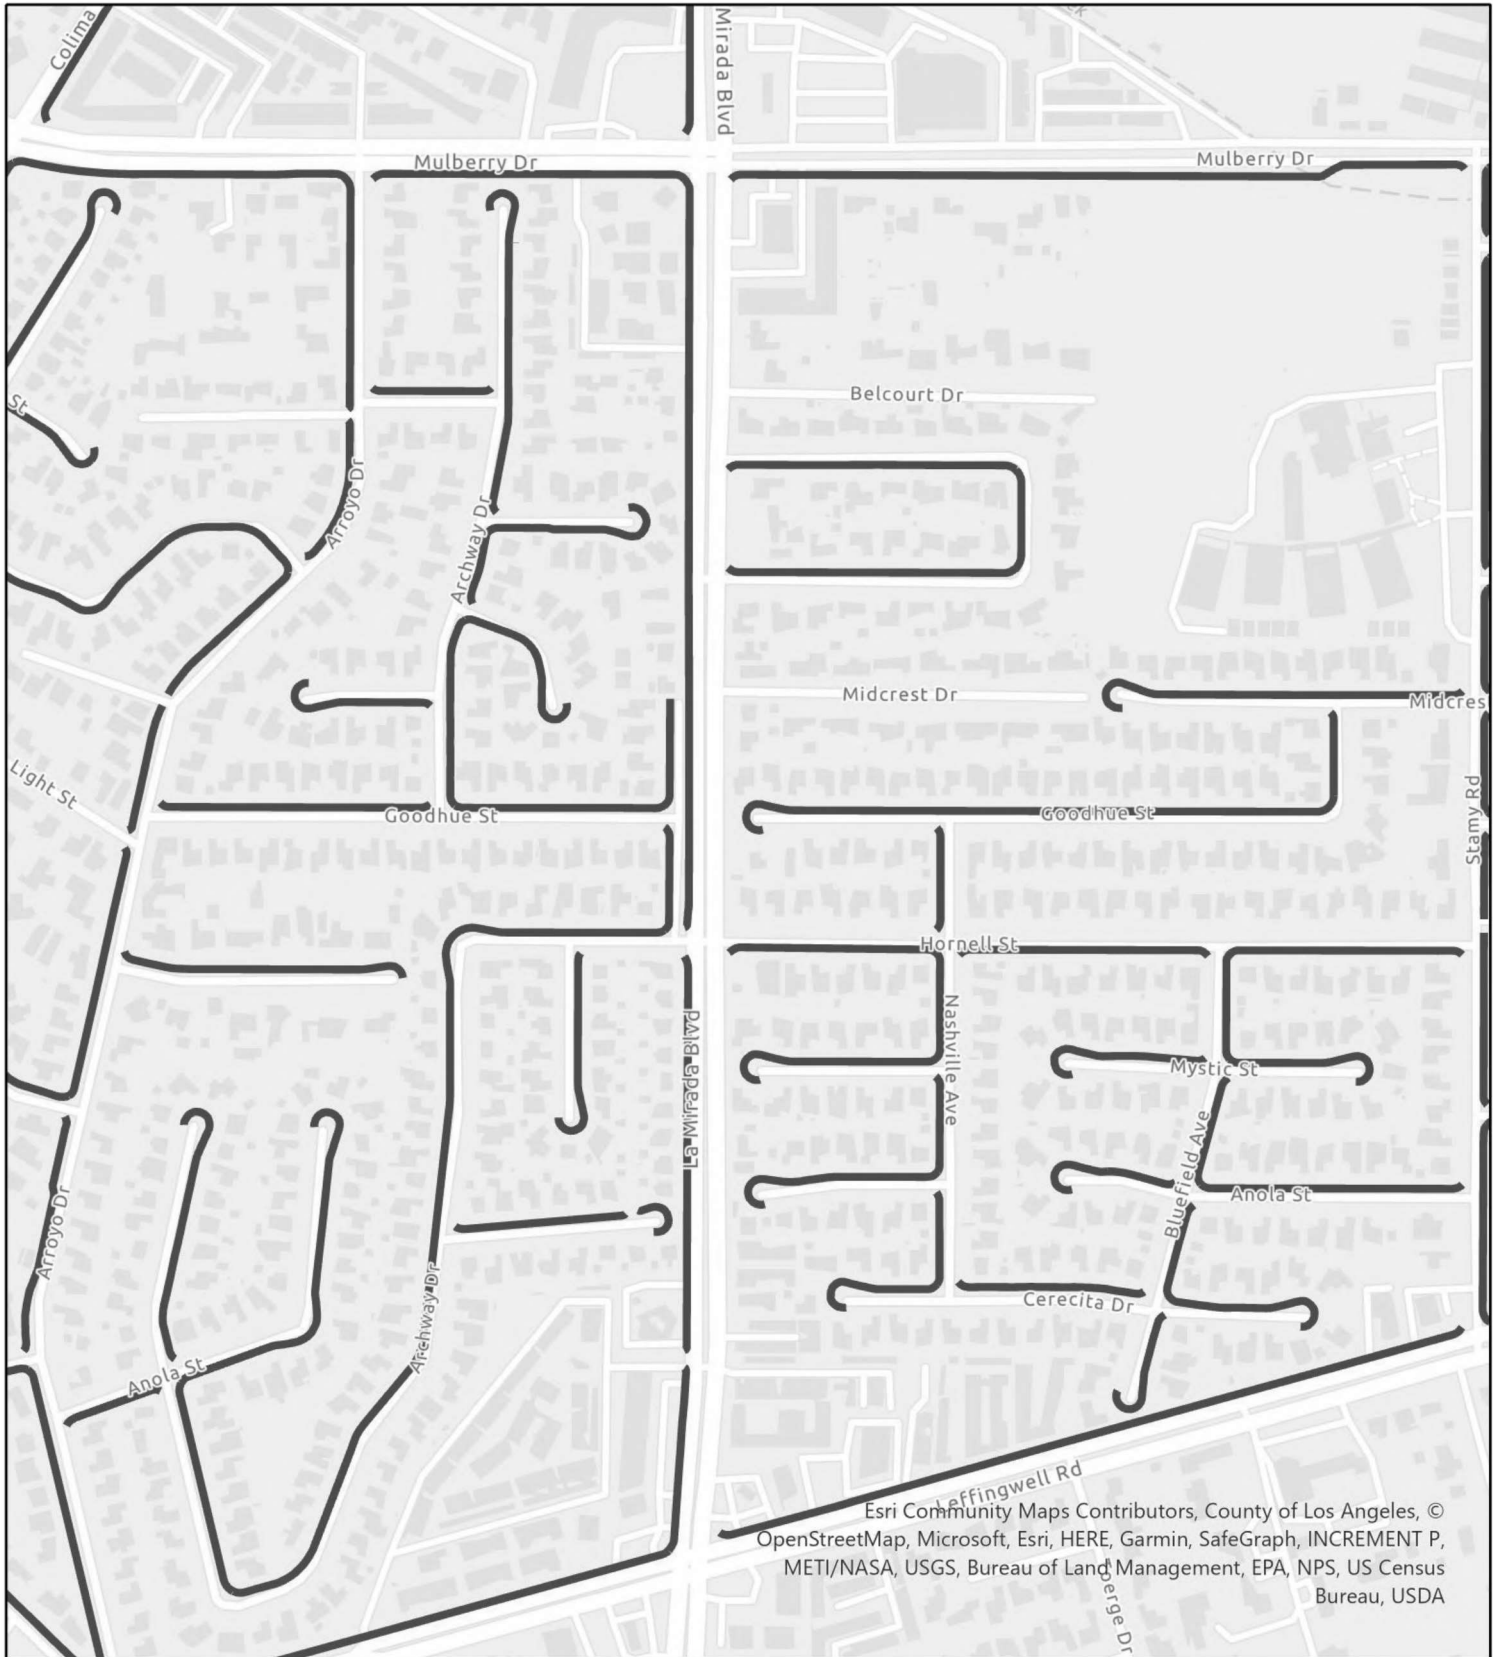 Colima
Mirada Blvd
Mulberry Dr
Mulberry Dr
Belcourt Dr
St
Arroyo Dr
Archway Dr
Midcrest Dr
Midcres
Light St
Goodhue St
Goodhue St
Stamy Rd
Hornell St
Nashville Ave
La Mirada Blvd
Mystic St
Bluefield Ave
Anola St
Arroyo Dr
Archway Dr
Cerecita Dr
Anola St
Leffingwell Rd
Esri Community Maps Contributors, County of Los Angeles, ©
OpenStreetMap, Microsoft, Esri, HERE, Garmin, SafeGraph, INCREMENT P,
METI/NASA, USGS, Bureau of Land Management, EPA, NPS, US Census
Bureau, USDA